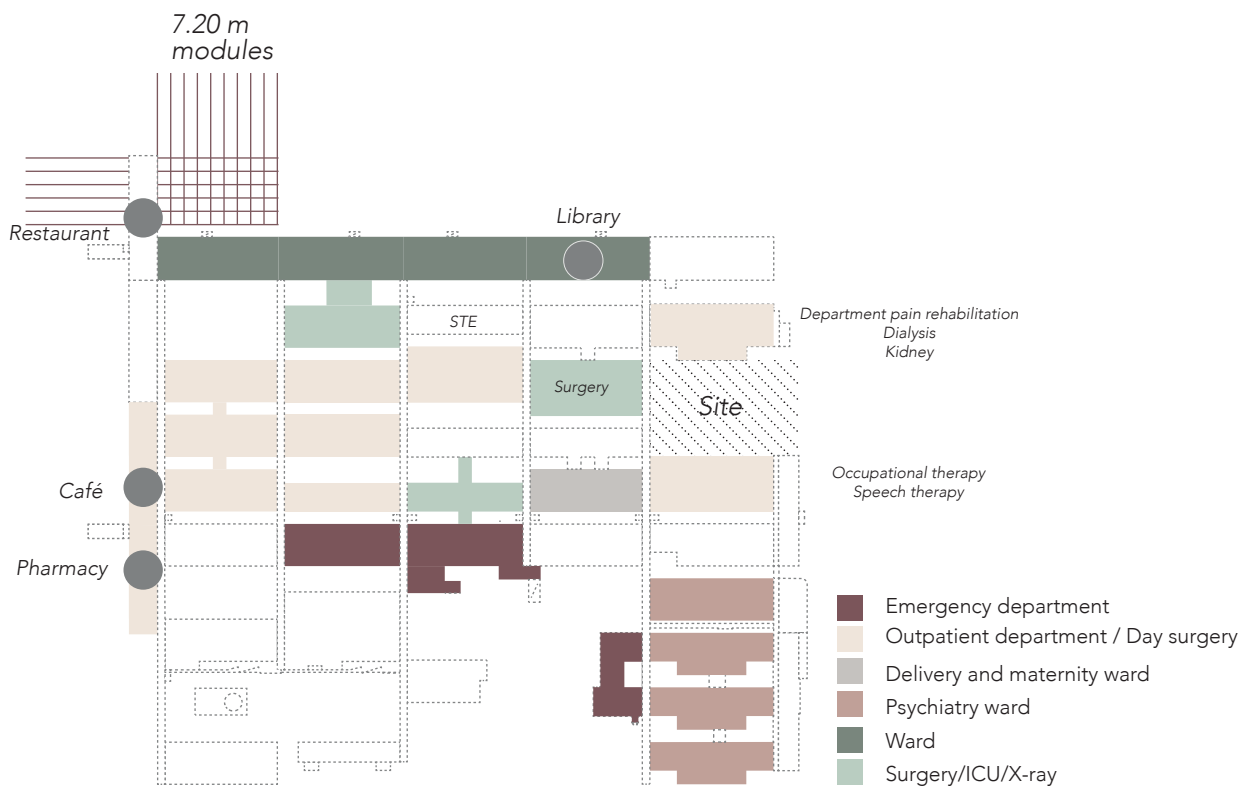 7.20 m
modules
Library
Restaurant
STE
Department pain rehabilitation
Dialysis
Kidney
Surgery
Site
Café
Occupational therapy
Speech therapy
Pharmacy
Emergency department
Outpatient department / Day surgery
Delivery and maternity ward
Psychiatry ward
Ward
Surgery/ICU/X-ray